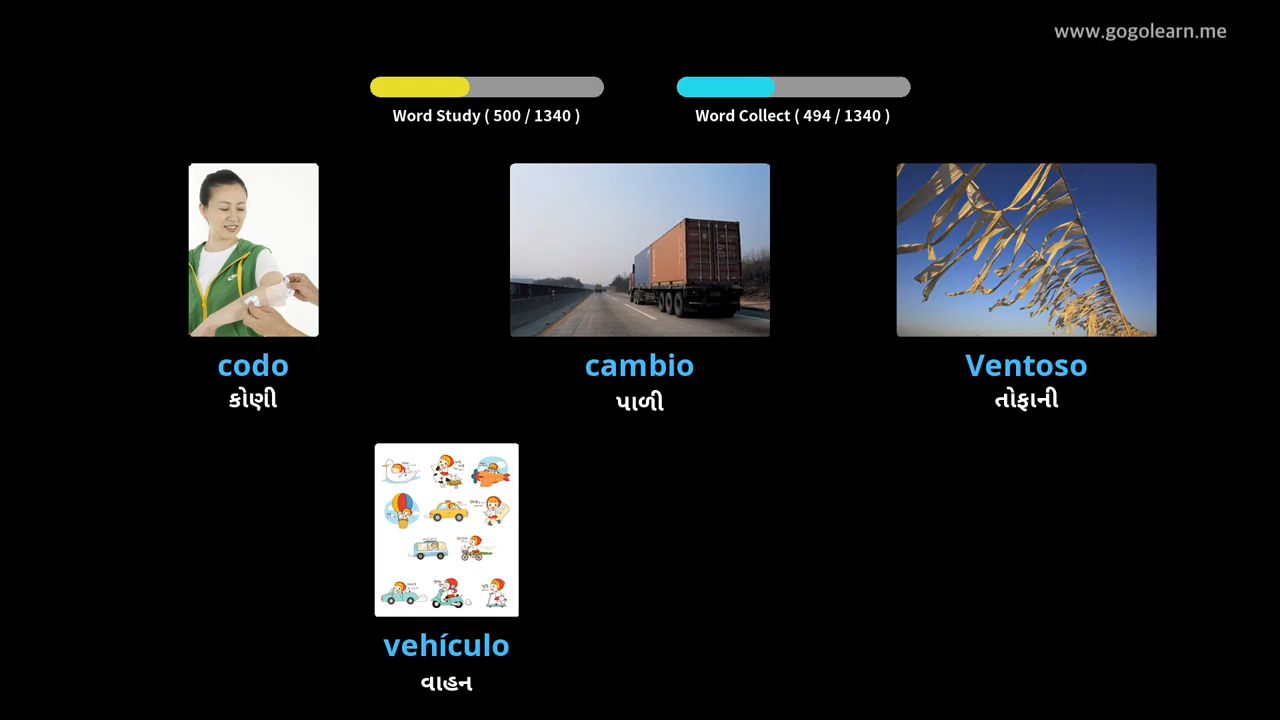 www.gogolearn.me
Word Study ( 500 / 1340 )
Word Collect ( 494 / 1340 )
codo
કોણી
cambio
પાળી
Ventoso
તોફાની
vehículo
વાહન